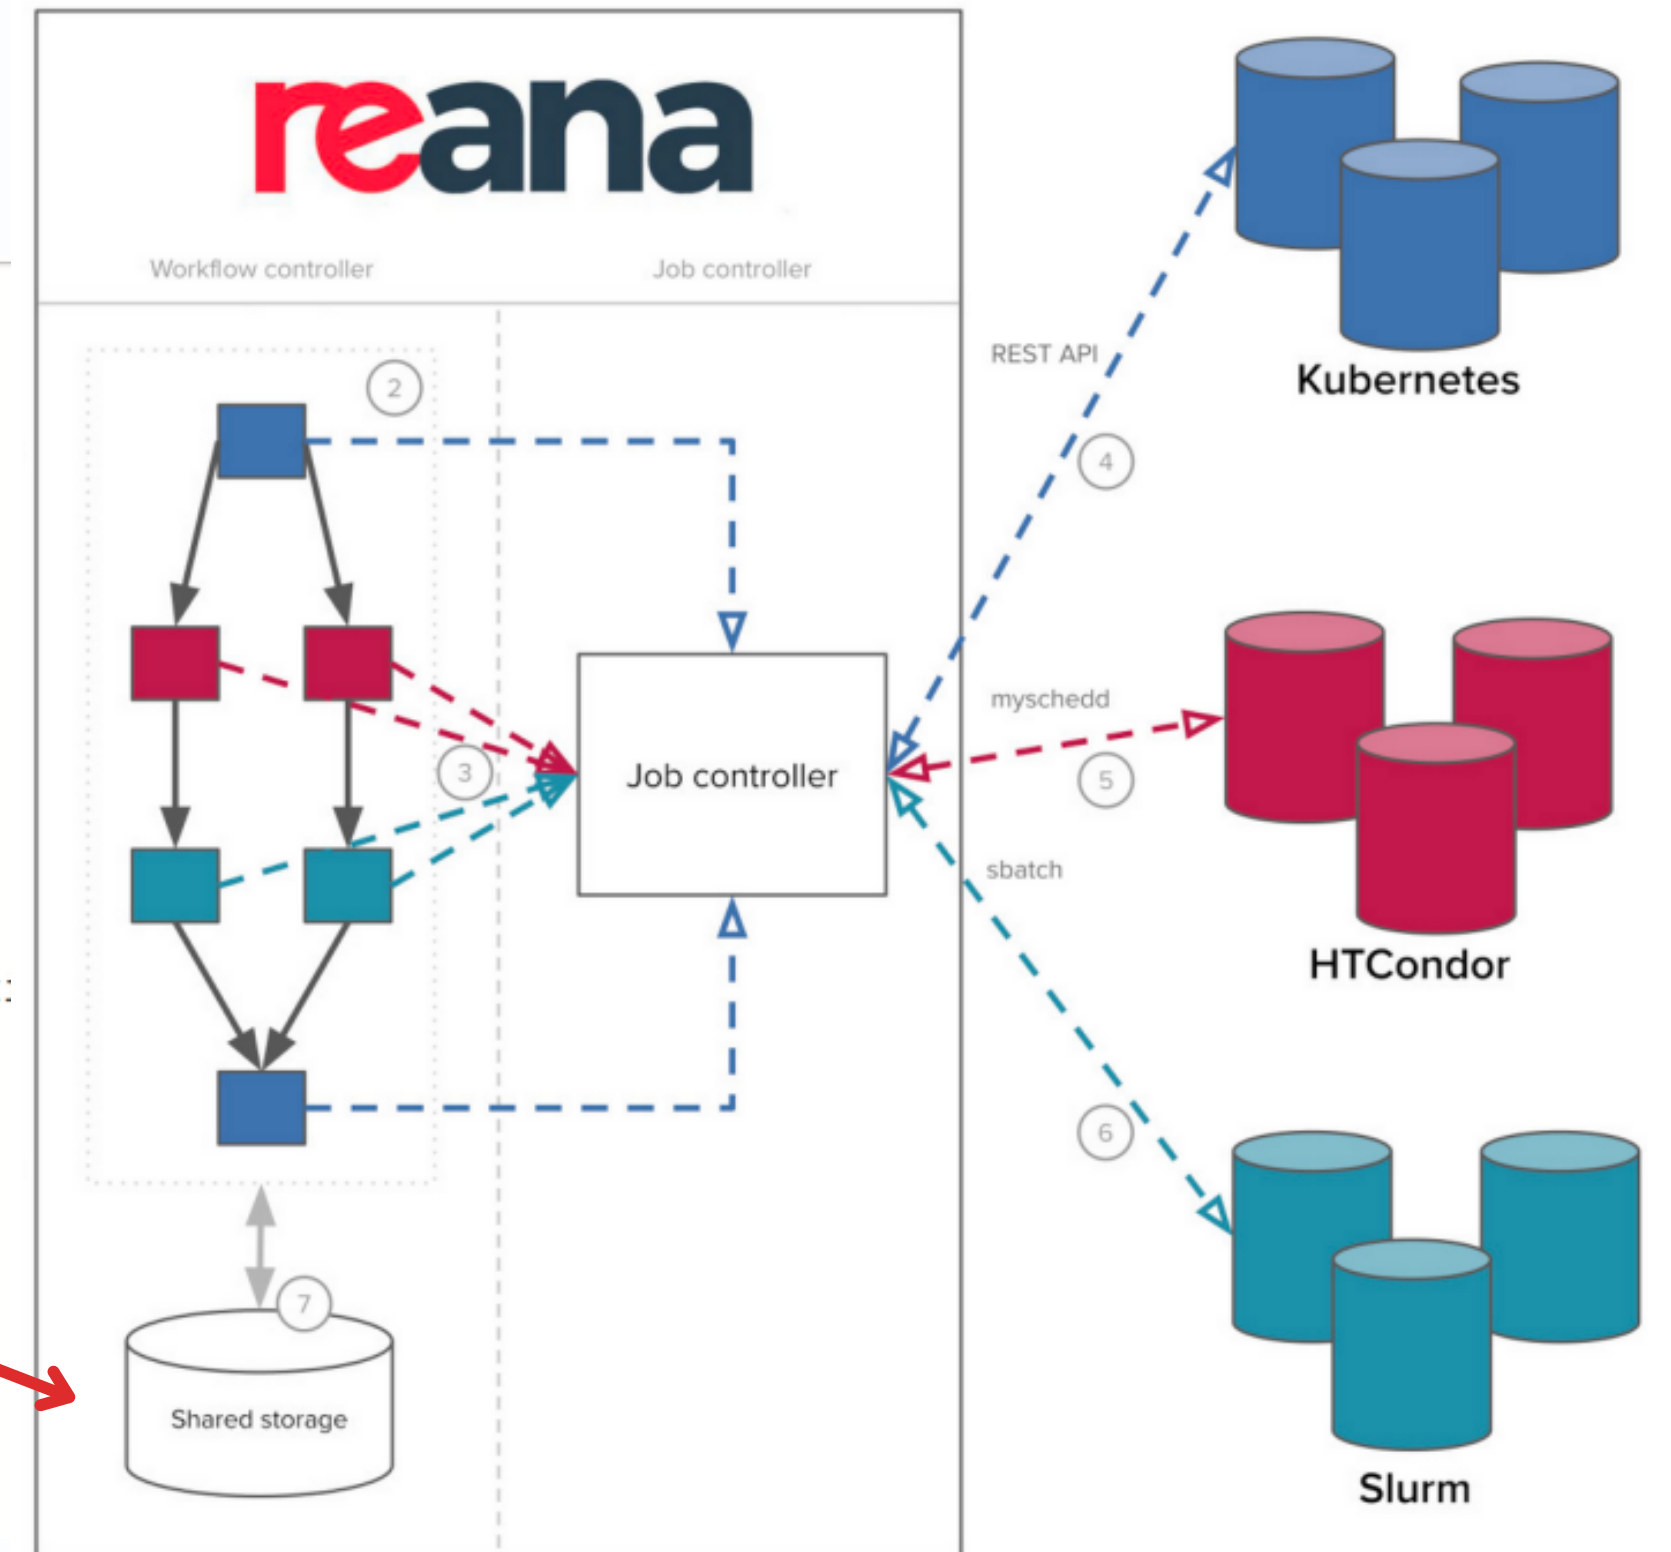 reana
Workflow controller
Job controller
2
REST API
Kubernetes
4
myschedd
3
Job controller
5
sbatch
HTCondor
6
7
Shared storage
Slurm